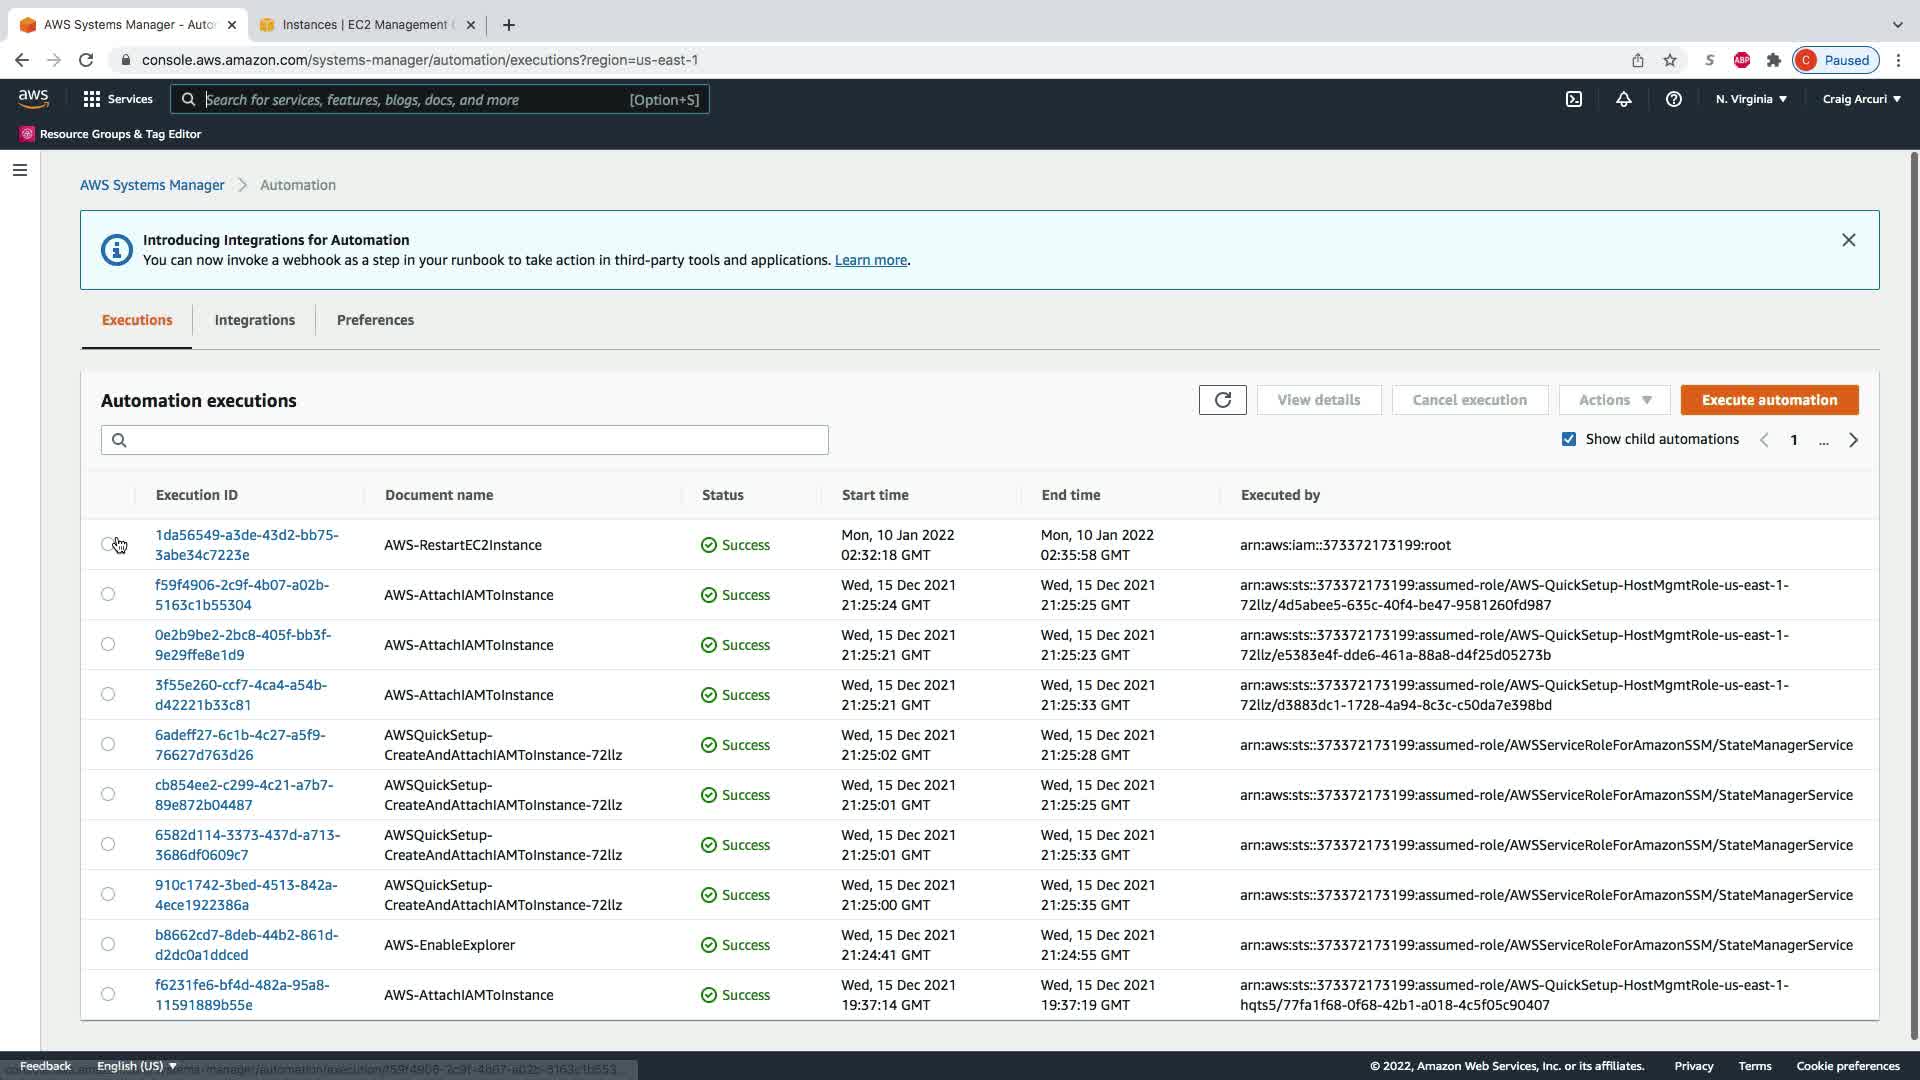 AWS Systems Manager - Auto
Instances | EC2 Management
console.aws.amazon.com/systems-manager/automation/executions?region=us-east-1
S
ABP
C
Paused
aws
Services
Search for services, features, blogs, docs, and more
[Option+S]
N. Virginia
Craig Arcuri
Resource Groups & Tag Editor
AWS Systems Manager
Automation
Introducing Integrations for Automation
You can now invoke a webhook as a step in your runbook to take action in third-party tools and applications. Learn more.
Executions
Integrations
Preferences
Automation executions
View details
Cancel execution
Actions
Execute automation
Show child automations
1
...
Execution ID
Document name
Status
Start time
End time
Executed by
1da56549-a3de-43d2-bb75-
3abe34c7223e
AWS-RestartEC2Instance
Success
Mon, 10 Jan 2022
02:32:18 GMT
Mon, 10 Jan 2022
02:35:58 GMT
arn:aws:iam::373372173199:root
f59f4906-2c9f-4b07-a02b-
5163c1b55304
AWS-AttachIAMToInstance
Success
Wed, 15 Dec 2021
21:25:24 GMT
Wed, 15 Dec 2021
21:25:25 GMT
arn:aws:sts::373372173199:assumed-role/AWS-QuickSetup-HostMgmtRole-us-east-1-
72llz/4d5abee5-635c-40f4-be47-9581260fd987
0e2b9be2-2bc8-405f-bb3f-
9e29ffe8e1d9
AWS-AttachIAMToInstance
Success
Wed, 15 Dec 2021
21:25:21 GMT
Wed, 15 Dec 2021
21:25:23 GMT
arn:aws:sts::373372173199:assumed-role/AWS-QuickSetup-HostMgmtRole-us-east-1-
72llz/e5383e4f-dde6-461a-88a8-d4f25d05273b
3f55e260-ccf7-4ca4-a54b-
d42221b33c81
AWS-AttachIAMToInstance
Success
Wed, 15 Dec 2021
21:25:21 GMT
Wed, 15 Dec 2021
21:25:33 GMT
arn:aws:sts::373372173199:assumed-role/AWS-QuickSetup-HostMgmtRole-us-east-1-
72llz/d3883dc1-1728-4a94-8c3c-c50da7e398bd
6adeff27-6c1b-4c27-a5f9-
76627d763d26
AWSQuickSetup-
CreateAndAttachIAMToInstance-72llz
Success
Wed, 15 Dec 2021
21:25:02 GMT
Wed, 15 Dec 2021
21:25:28 GMT
arn:aws:sts::373372173199:assumed-role/AWSServiceRoleForAmazonSSM/StateManagerService
cb854ee2-c299-4c21-a7b7-
89e872b04487
AWSQuickSetup-
CreateAndAttachIAMToInstance-72llz
Success
Wed, 15 Dec 2021
21:25:01 GMT
Wed, 15 Dec 2021
21:25:25 GMT
arn:aws:sts::373372173199:assumed-role/AWSServiceRoleForAmazonSSM/StateManagerService
6582d114-3373-437d-a713-
3686df0609c7
AWSQuickSetup-
CreateAndAttachIAMToInstance-72llz
Success
Wed, 15 Dec 2021
21:25:01 GMT
Wed, 15 Dec 2021
21:25:33 GMT
arn:aws:sts::373372173199:assumed-role/AWSServiceRoleForAmazonSSM/StateManagerService
910c1742-3bed-4513-842a-
4ece1922386a
AWSQuickSetup-
CreateAndAttachIAMToInstance-72llz
Success
Wed, 15 Dec 2021
21:25:00 GMT
Wed, 15 Dec 2021
21:25:35 GMT
arn:aws:sts::373372173199:assumed-role/AWSServiceRoleForAmazonSSM/StateManagerService
b8662cd7-8deb-44b2-861d-
d2dc0a1ddced
AWS-EnableExplorer
Success
Wed, 15 Dec 2021
21:24:41 GMT
Wed, 15 Dec 2021
21:24:55 GMT
arn:aws:sts::373372173199:assumed-role/AWSServiceRoleForAmazonSSM/StateManagerService
f6231fe6-bf4d-482a-95a8-
11591889b55e
AWS-AttachIAMToInstance
Success
Wed, 15 Dec 2021
19:37:14 GMT
Wed, 15 Dec 2021
19:37:19 GMT
arn:aws:sts::373372173199:assumed-role/AWS-QuickSetup-HostMgmtRole-us-east-1-
hqts5/77fa1f68-0f68-42b1-a018-4c5f05c90407
Feedback
English (US)
© 2022, Amazon Web Services, Inc. or its affiliates.
Privacy
Terms
Cookie preferences